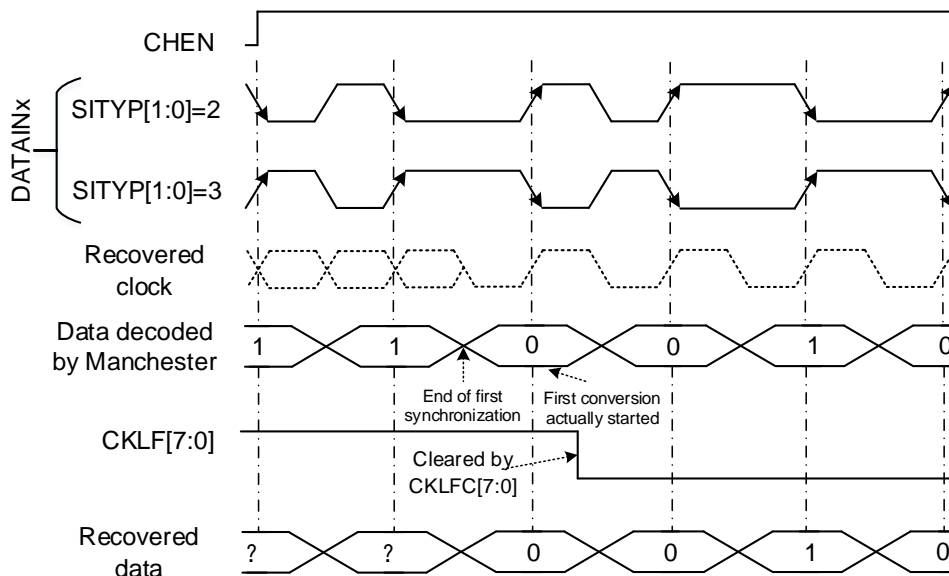 CHEN
DATAINx
SITYP[1:0]=2
SITYP[1:0]=3
Recovered
clock
Data decoded
by Manchester
1 1 0 0 1 0
End of first
synchronization
First conversion
actually started
CKLF[7:0]
Cleared by
CKLFC[7:0]
Recovered
data
? ? 0 0 1 0